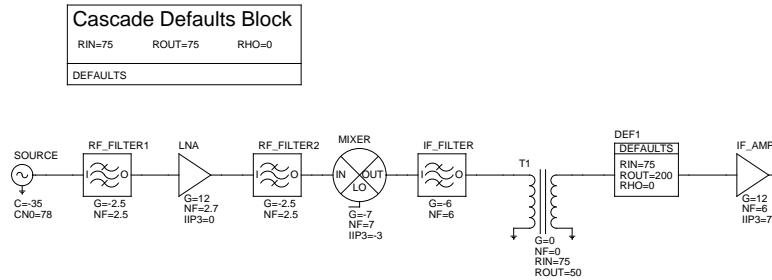 Cascade Defaults Block
RIN=75 ROUT=75 RHO=0
DEFAULTS
SOURCE
C=-35
CN0=78
RF_FILTER1
I O
G=-2.5
NF=2.5
LNA
G=12
NF=2.7
IIP3=0
RF_FILTER2
I O
G=-2.5
NF=2.5
MIXER
IN OUT
LO
G=-7
NF=7
IIP3=-3
IF_FILTER
I O
G=-6
NF=6
T1
G=0
NF=0
RIN=75
ROUT=50
DEF1
DEFAULTS
RIN=75
ROUT=200
RHO=0
IF_AMP
G=12
NF=6
IIP3=7